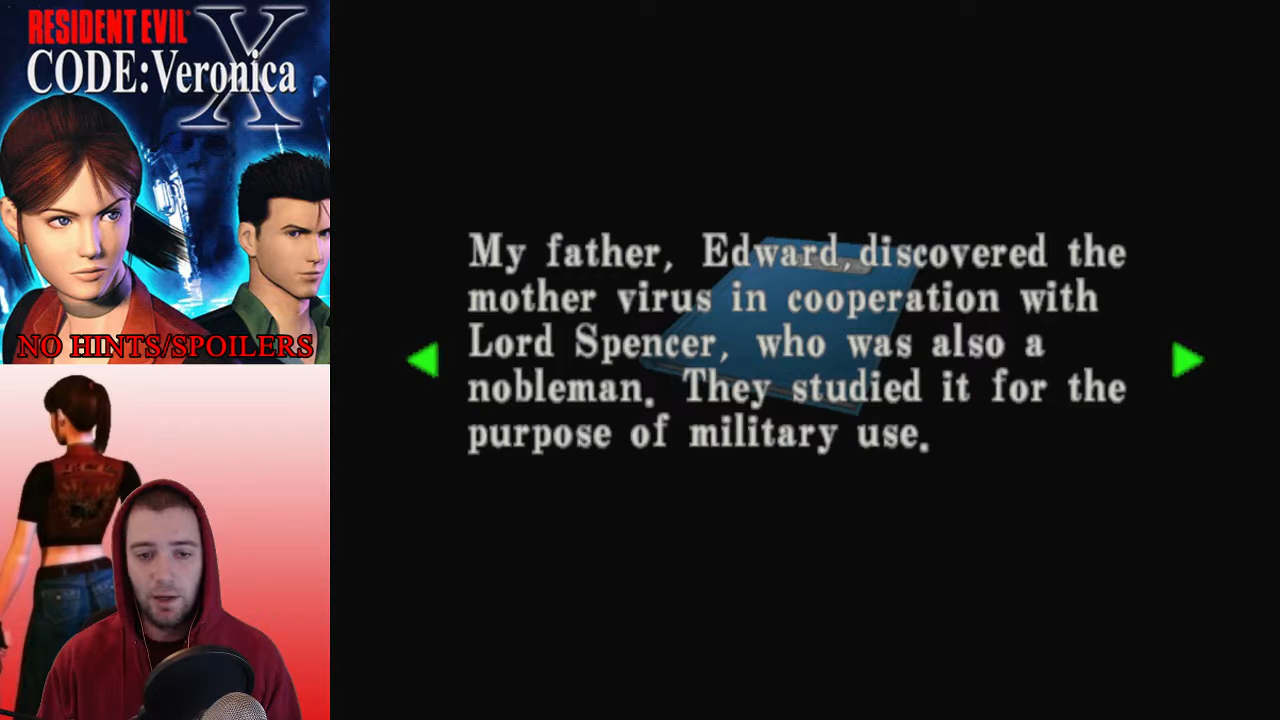 RESIDENT EVIL
CODE:Veronica
X
NO HINTS/SPOILERS
My father, Edward, discovered the
mother virus in cooperation with
Lord Spencer, who was also a
nobleman. They studied it for the
purpose of military use.